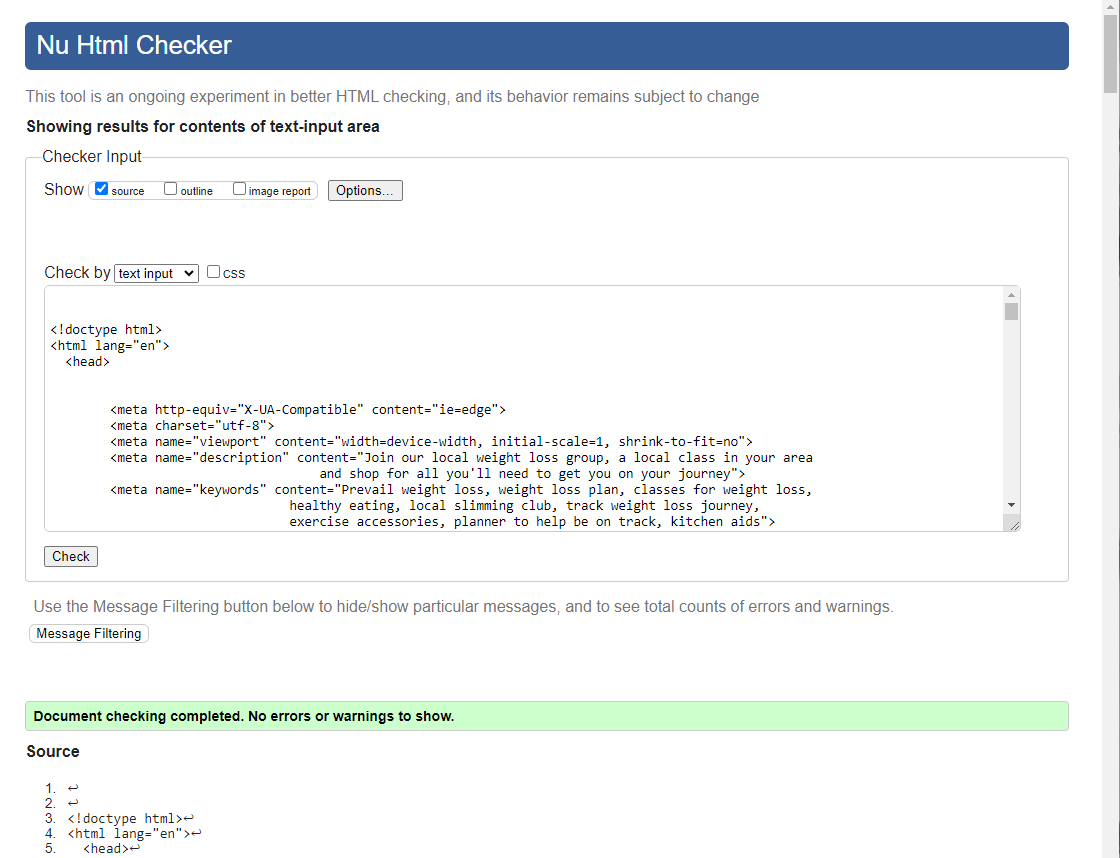 Nu Html Checker
This tool is an ongoing experiment in better HTML checking, and its behavior remains subject to change
Showing results for contents of text-input area
Checker Input
Show source outline image report Options...
Check by text input css
<!doctype html>
<html lang="en">
<head>
<meta http-equiv="X-UA-Compatible" content="ie=edge">
<meta charset="utf-8">
<meta name="viewport" content="width=device-width, initial-scale=1, shrink-to-fit=no">
<meta name="description" content="Join our local weight loss group, a local class in your area
and shop for all you'll need to get you on your journey">
<meta name="keywords" content="Prevail weight loss, weight loss plan, classes for weight loss,
healthy eating, local slimming club, track weight loss journey,
exercise accessories, planner to help be on track, kitchen aids">
Check
Use the Message Filtering button below to hide/show particular messages, and to see total counts of errors and warnings.
Message Filtering
Document checking completed. No errors or warnings to show.
Source
1. ↩
2. ↩
3. <!doctype html>↩
4. <html lang="en">↩
5. <head>↩